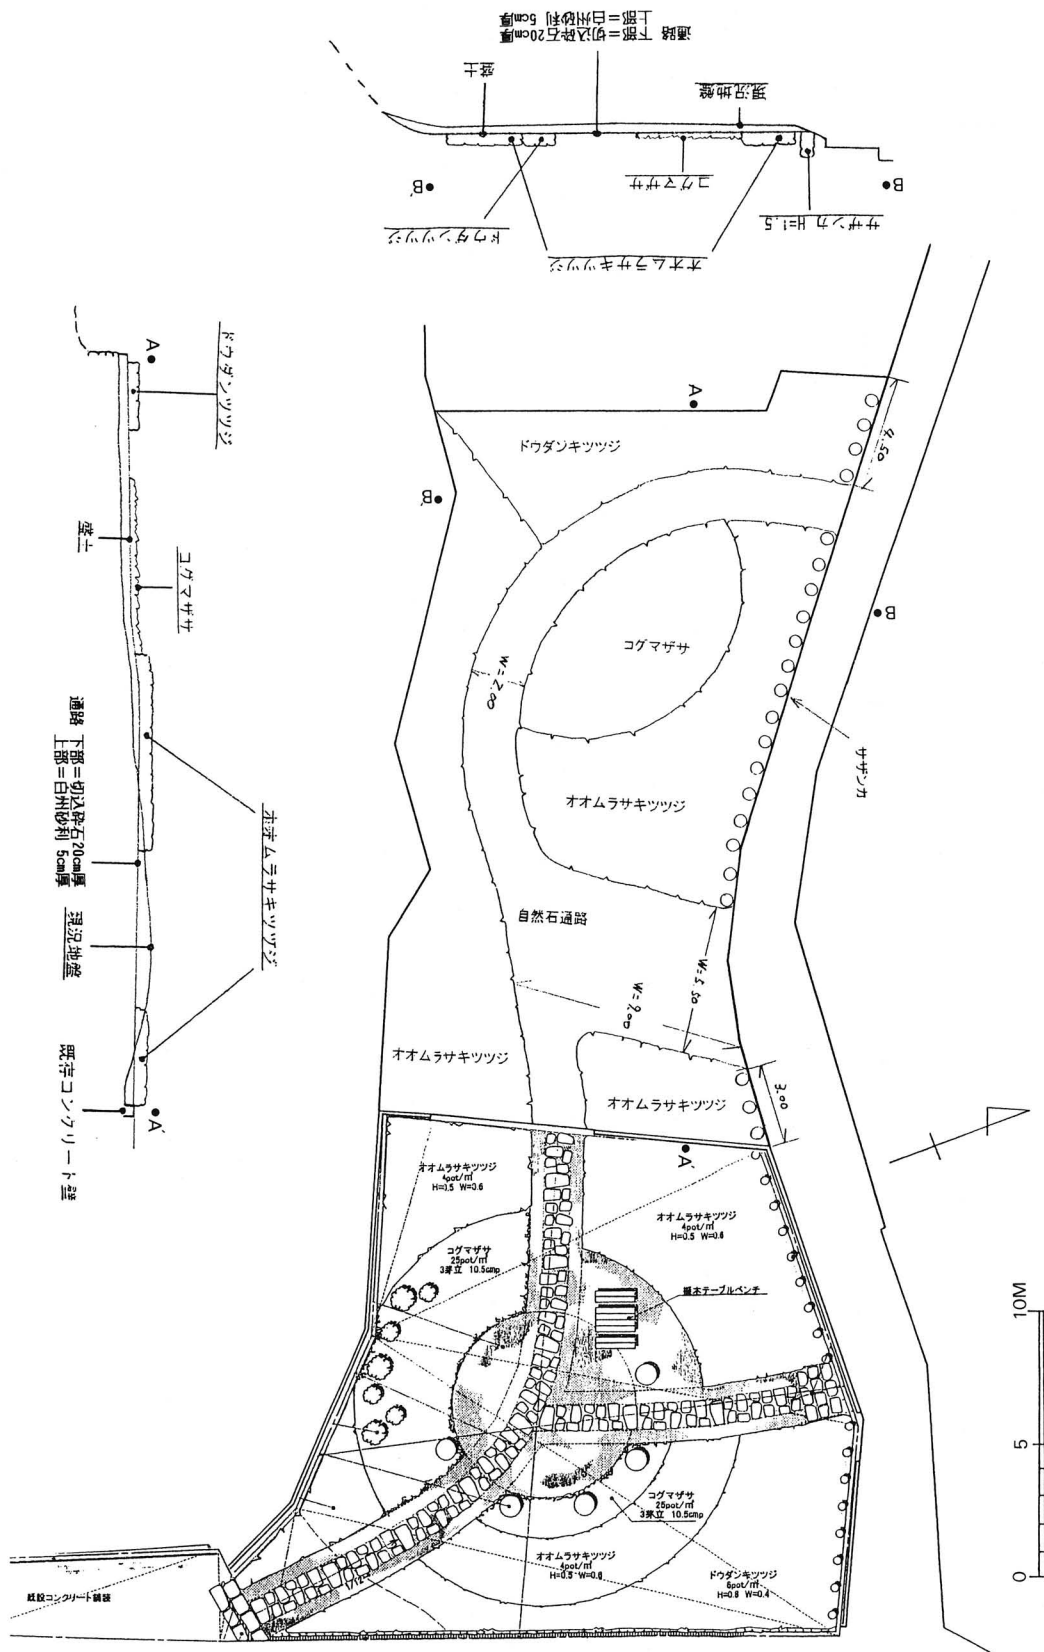 通路 下部=切込砕石20cm厚
上部=白州砂利 5cm厚
盛土
現況地盤
コグマザサ
B'
B
サザンカ H=1.5
ドウダンツツジ
オオムラサキツツジ
A
ドウダンツツジ
盛土
コグマザサ
通路 下部=切込砕石20cm厚
上部=白州砂利 5cm厚
オオムラサキツツジ
現況地盤
既存コンクリート壁
A'
A
4.50
ドウダンキツツジ
B'
B
コグマザサ
W=2.00
サザンカ
オオムラサキツツジ
自然石通路
W=5.50
W=9.00
オオムラサキツツジ
オオムラサキツツジ
3.00
A'
オオムラサキツツジ
4pot/㎡
H=0.5 W=0.6
オオムラサキツツジ
4pot/㎡
H=0.5 W=0.6
コグマザサ
25pot/㎡
3芽立 10.5cmp
木テーブルベンチ
コグマザサ
25pot/㎡
3芽立 10.5cmp
オオムラサキツツジ
4pot/㎡
H=0.5 W=0.6
ドウダンキツツジ
6pot/㎡
H=0.8 W=0.4
既設コンクリート舗装
10M
5
0